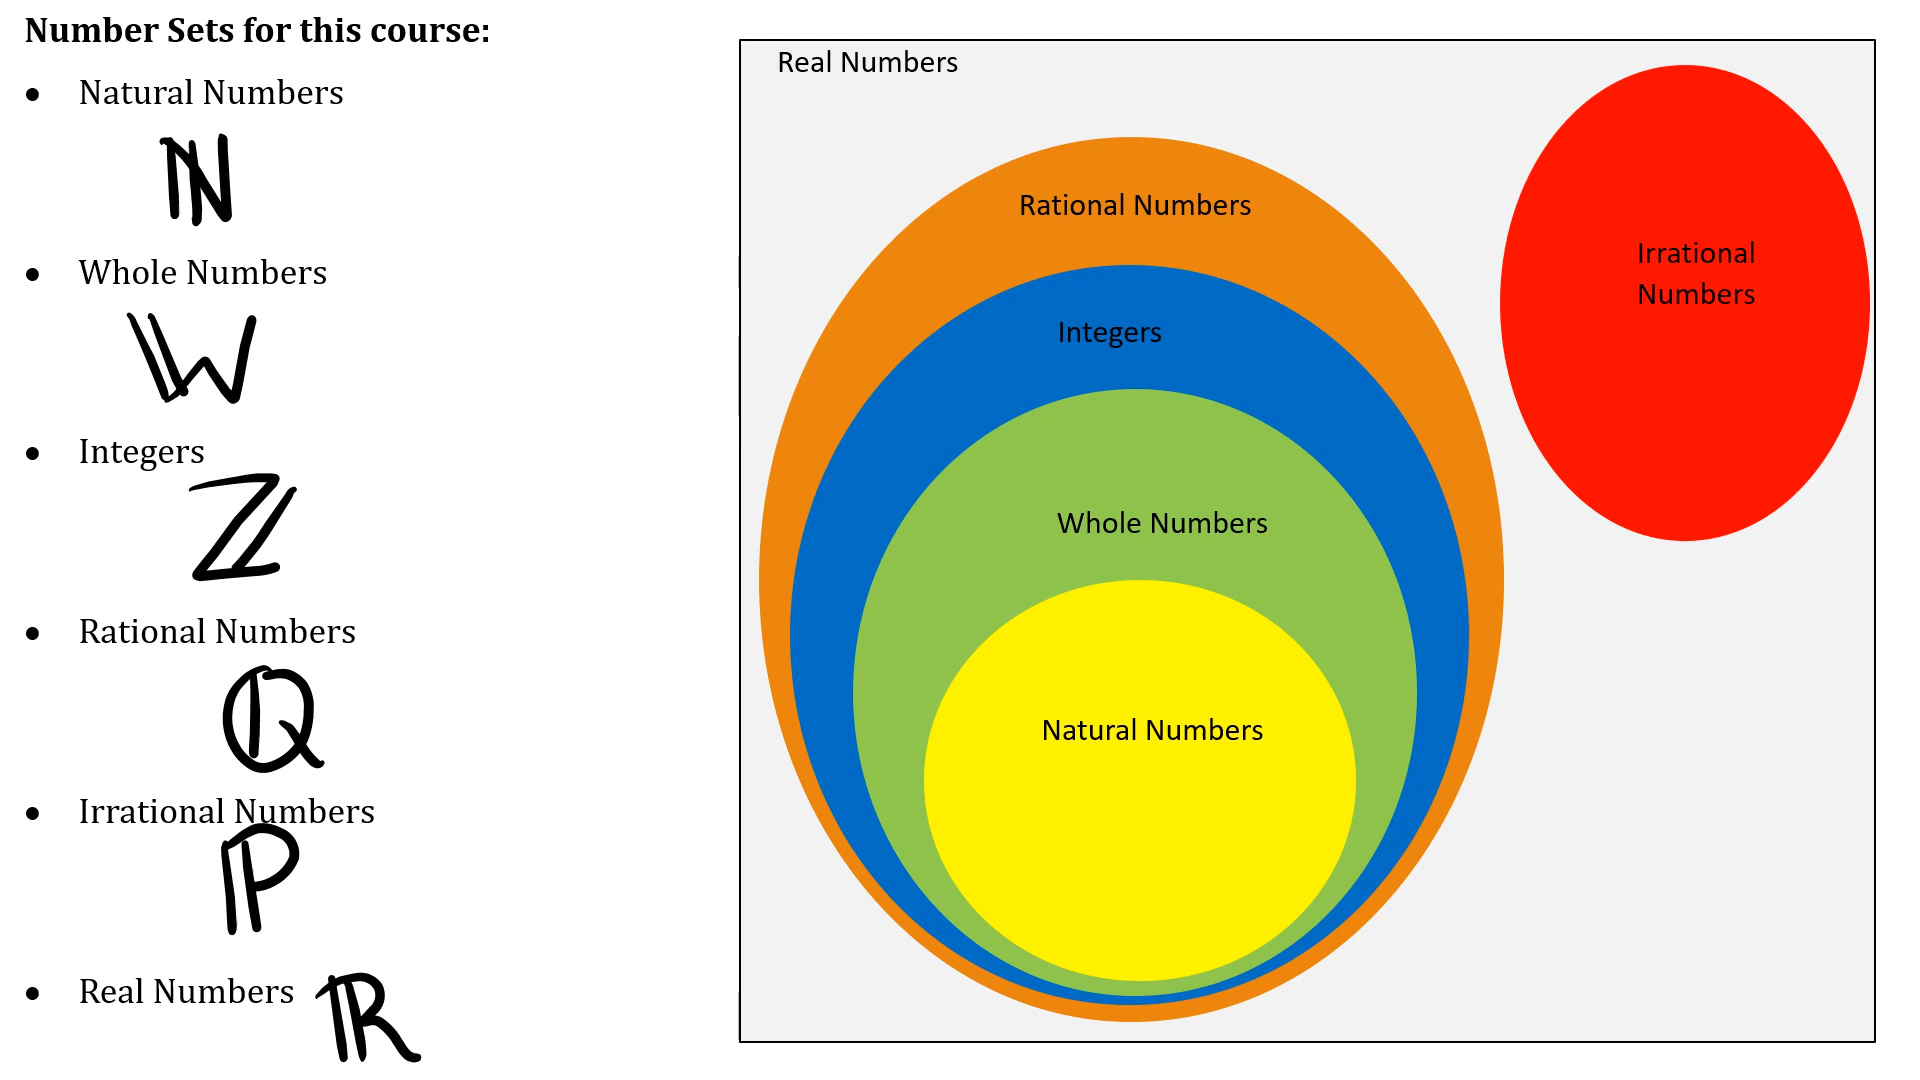 Number Sets for this course:
• Natural Numbers
ℕ
• Whole Numbers
𝕎
• Integers
ℤ
• Rational Numbers
ℚ
• Irrational Numbers
ℙ
• Real Numbers ℝ
Real Numbers
Rational Numbers
Integers
Whole Numbers
Natural Numbers
Irrational
Numbers